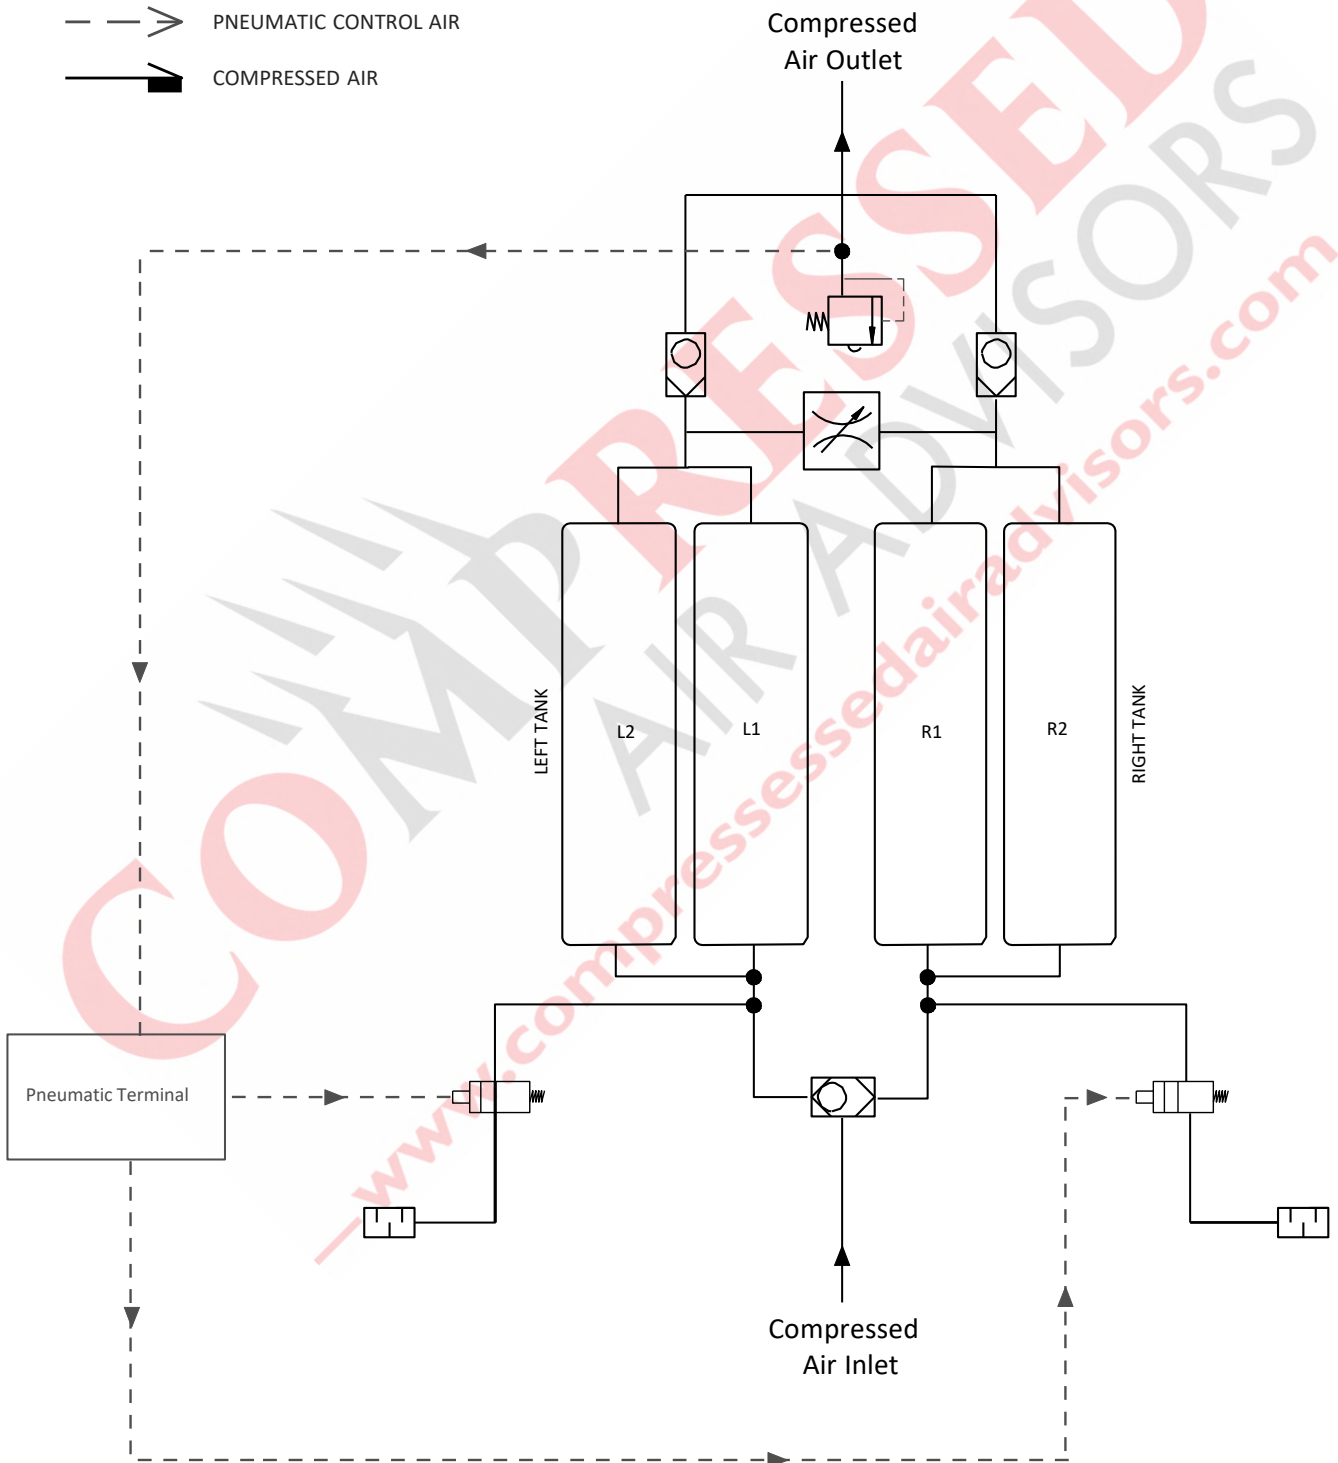 PNEUMATIC CONTROL AIR
COMPRESSED AIR
Compressed
Air Outlet
LEFT TANK
L2
L1
R1
R2
RIGHT TANK
Pneumatic Terminal
Compressed
Air Inlet
COMPRESSED
AIR ADVISORS
www.compressedairadvisors.com